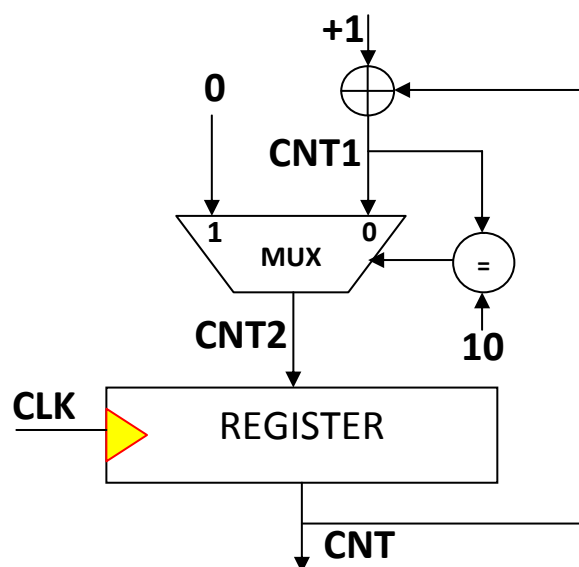 +1
0
CNT1
1
0
MUX
=
CNT2
10
CLK
REGISTER
CNT